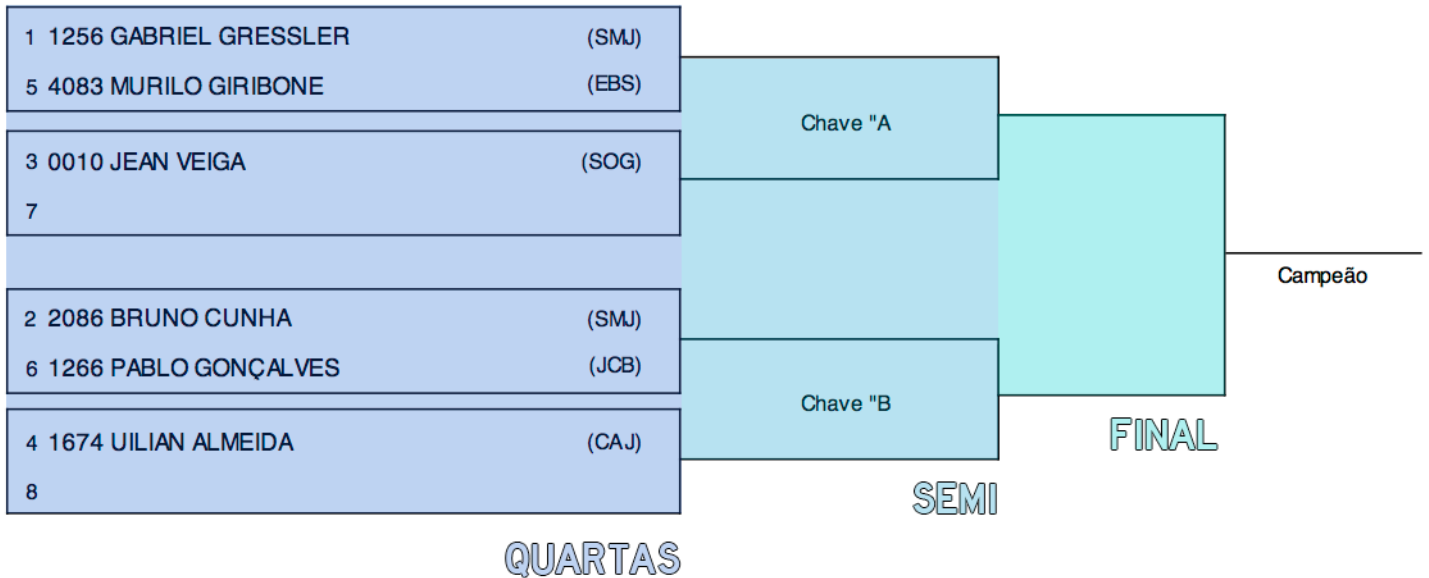 1 1256 GABRIEL GRESSLER (SMJ)
5 4083 MURILO GIRIBONE (EBS)
3 0010 JEAN VEIGA (SOG)
7
Chave "A
2 2086 BRUNO CUNHA (SMJ)
6 1266 PABLO GONÇALVES (JCB)
4 1674 UILIAN ALMEIDA (CAJ)
8
Chave "B
Campeão
QUARTAS
SEMI
FINAL